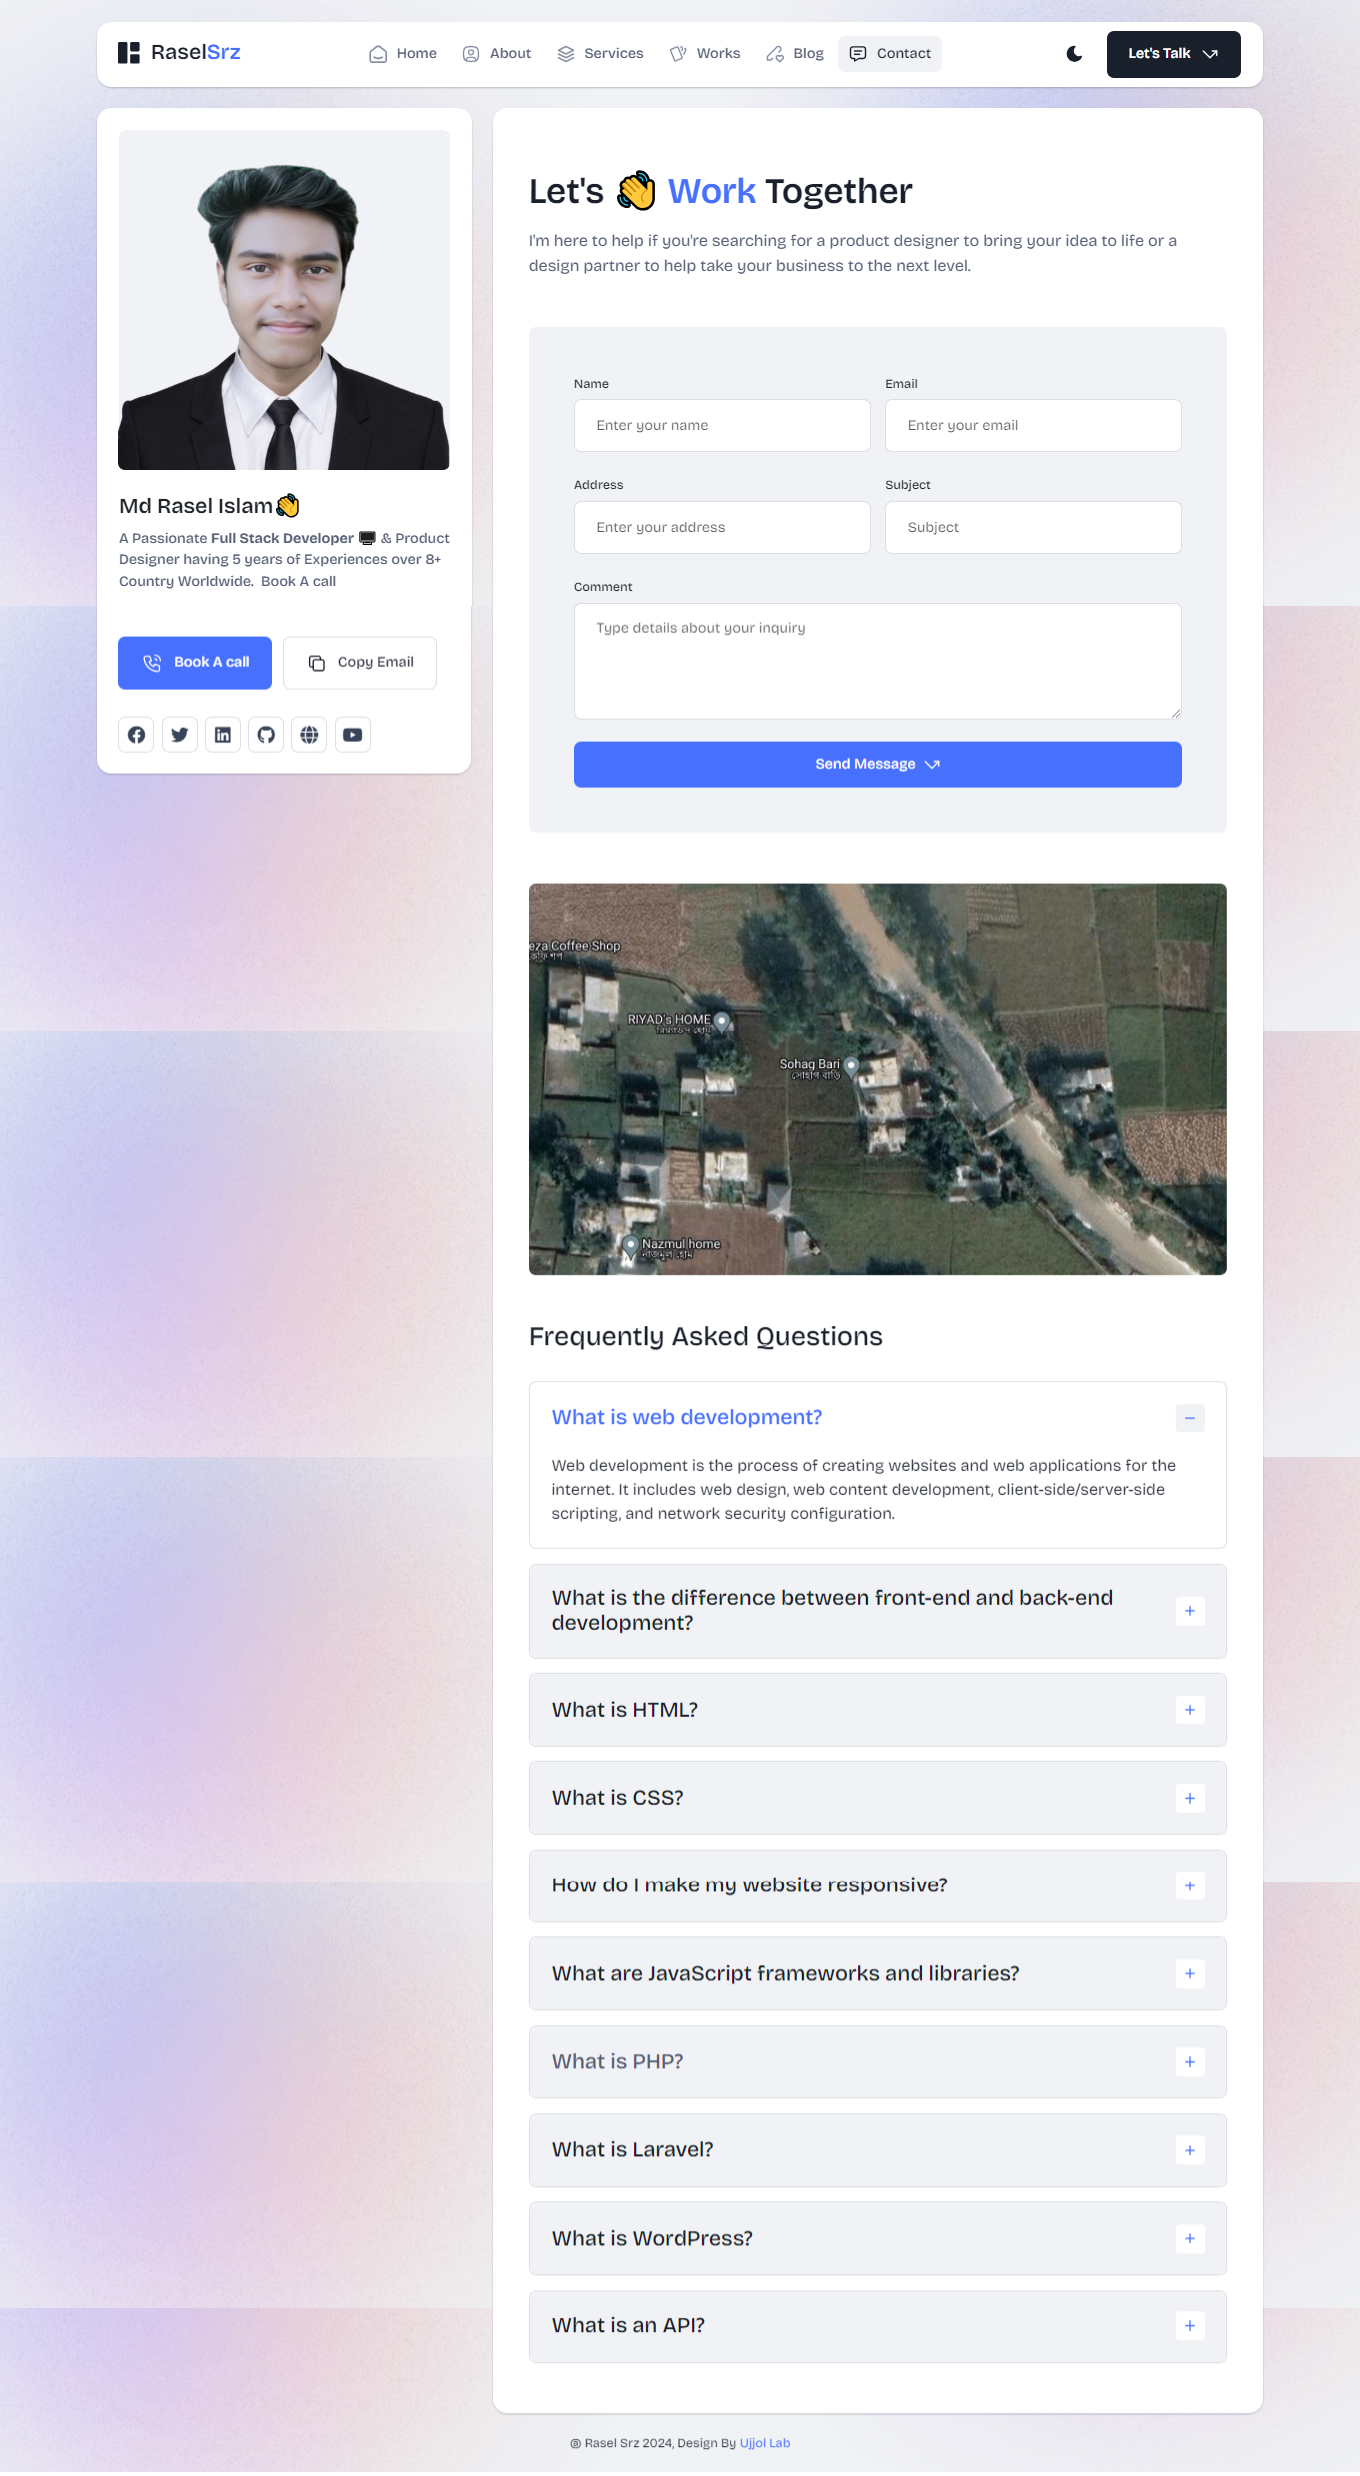 RaselSrz
Home
About
Services
Works
Blog
Contact
Let's Talk
Let's 👋 Work Together
I'm here to help if you're searching for a product designer to bring your idea to life or a
design partner to help take your business to the next level.
Md Rasel Islam👋
A Passionate Full Stack Developer 🖥️ & Product
Designer having 5 years of Experiences over 8+
Country Worldwide. Book A call
Book A call
Copy Email
Name
Email
Enter your name
Enter your email
Address
Subject
Enter your address
Subject
Comment
Type details about your inquiry
Send Message
eza Coffee Shop
কফি শপ
RIYAD's HOME
রিয়াডস হোম
Sohag Bari
সোহাগ বাড়ি
Nazmul home
নাজমুল হোম
Frequently Asked Questions
What is web development?
Web development is the process of creating websites and web applications for the
internet. It includes web design, web content development, client-side/server-side
scripting, and network security configuration.
What is the difference between front-end and back-end
development?
What is HTML?
What is CSS?
How do I make my website responsive?
What are JavaScript frameworks and libraries?
What is PHP?
What is Laravel?
What is WordPress?
What is an API?
@ Rasel Srz 2024, Design By Ujjol Lab